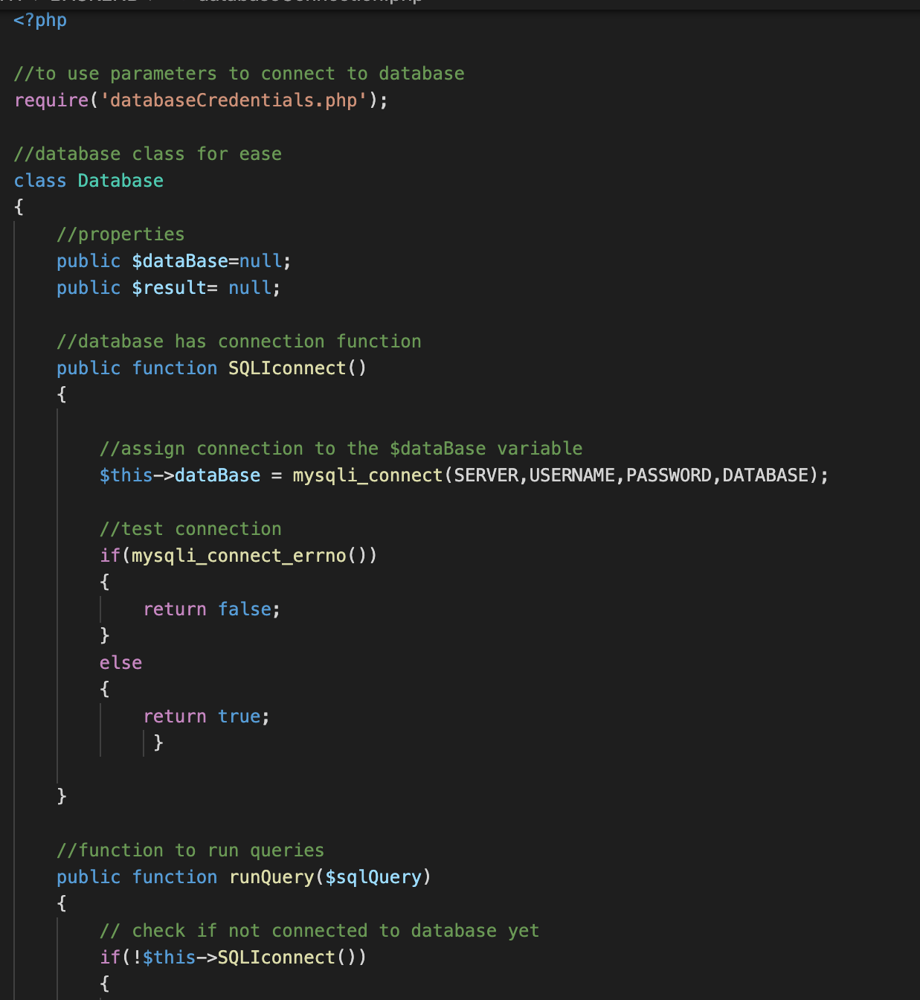 <?php
//to use parameters to connect to database
require('databaseCredentials.php');
//database class for ease
class Database
{
//properties
public $dataBase=null;
public $result= null;
//database has connection function
public function SQLIconnect()
{
//assign connection to the $dataBase variable
$this->dataBase = mysqli_connect(SERVER,USERNAME,PASSWORD,DATABASE);
//test connection
if(mysqli_connect_errno())
{
return false;
}
else
{
return true;
}
}
//function to run queries
public function runQuery($sqlQuery)
{
// check if not connected to database yet
if(!$this->SQLIconnect())
{